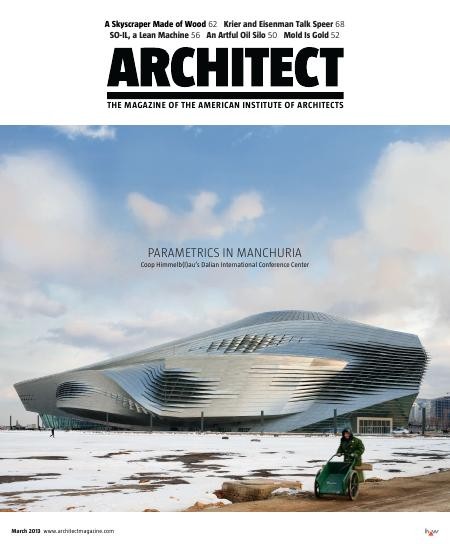 A Skyscraper Made of Wood 62 Krier and Eisenman Talk Speer 68
SO-IL, a Lean Machine 56 An Artful Oil Silo 50 Mold Is Gold 52
ARCHITECT
THE MAGAZINE OF THE AMERICAN INSTITUTE OF ARCHITECTS
PARAMETRICS IN MANCHURIA
Coop Himmelb(l)au's Dalian International Conference Center
March 2013 www.architectmagazine.com